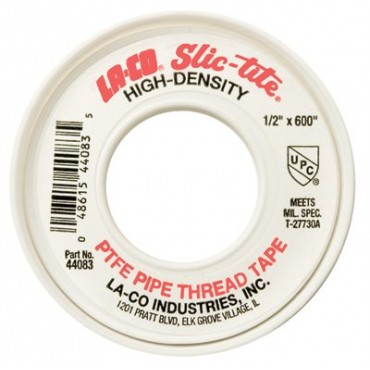 LA-CO® Slic-tite®
HIGH-DENSITY
1/2" x 600"
UPC
MEETS
MIL. SPEC.
T-27730A
0 48615 44083 5
Part No.
44083
PTFE PIPE THREAD TAPE
LA-CO INDUSTRIES, INC.
1201 PRATT BLVD, ELK GROVE VILLAGE, IL